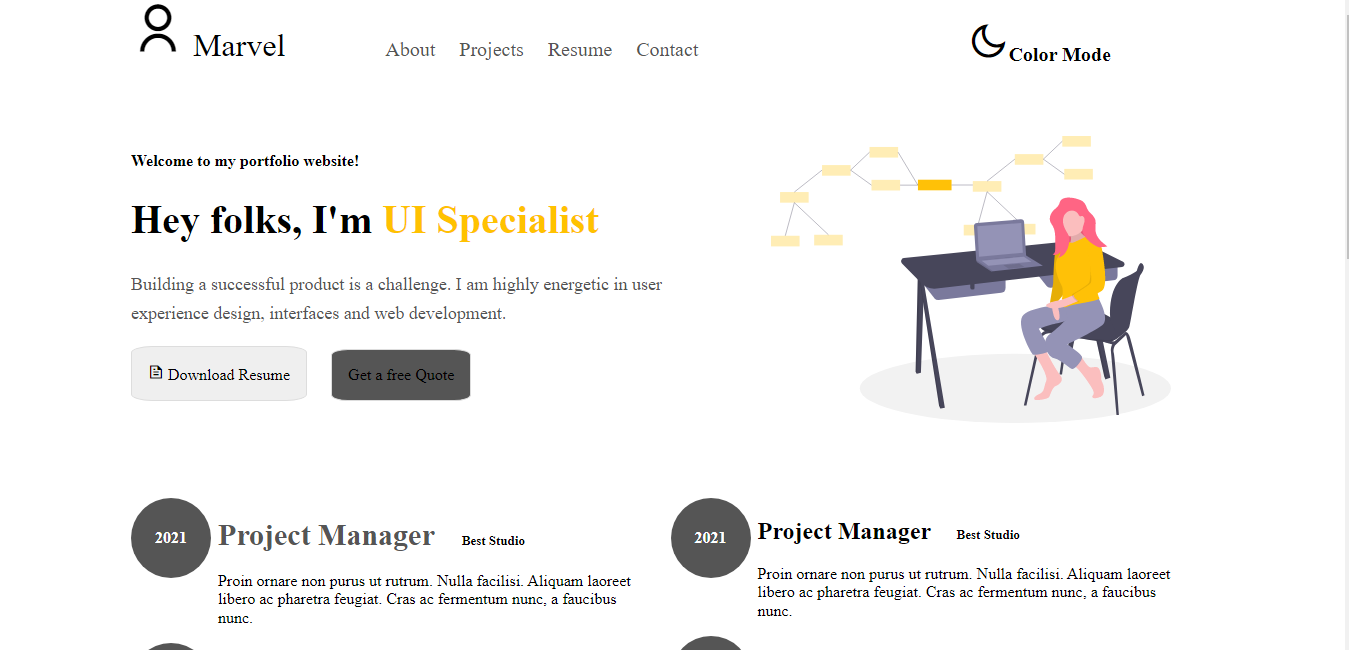 Marvel
About Projects Resume Contact
Color Mode
Welcome to my portfolio website!
Hey folks, I'm UI Specialist
Building a successful product is a challenge. I am highly energetic in user
experience design, interfaces and web development.
Download Resume
Get a free Quote
2021
Project Manager Best Studio
Proin ornare non purus ut rutrum. Nulla facilisi. Aliquam laoreet
libero ac pharetra feugiat. Cras ac fermentum nunc, a faucibus
nunc.
2021
Project Manager Best Studio
Proin ornare non purus ut rutrum. Nulla facilisi. Aliquam laoreet
libero ac pharetra feugiat. Cras ac fermentum nunc, a faucibus
nunc.